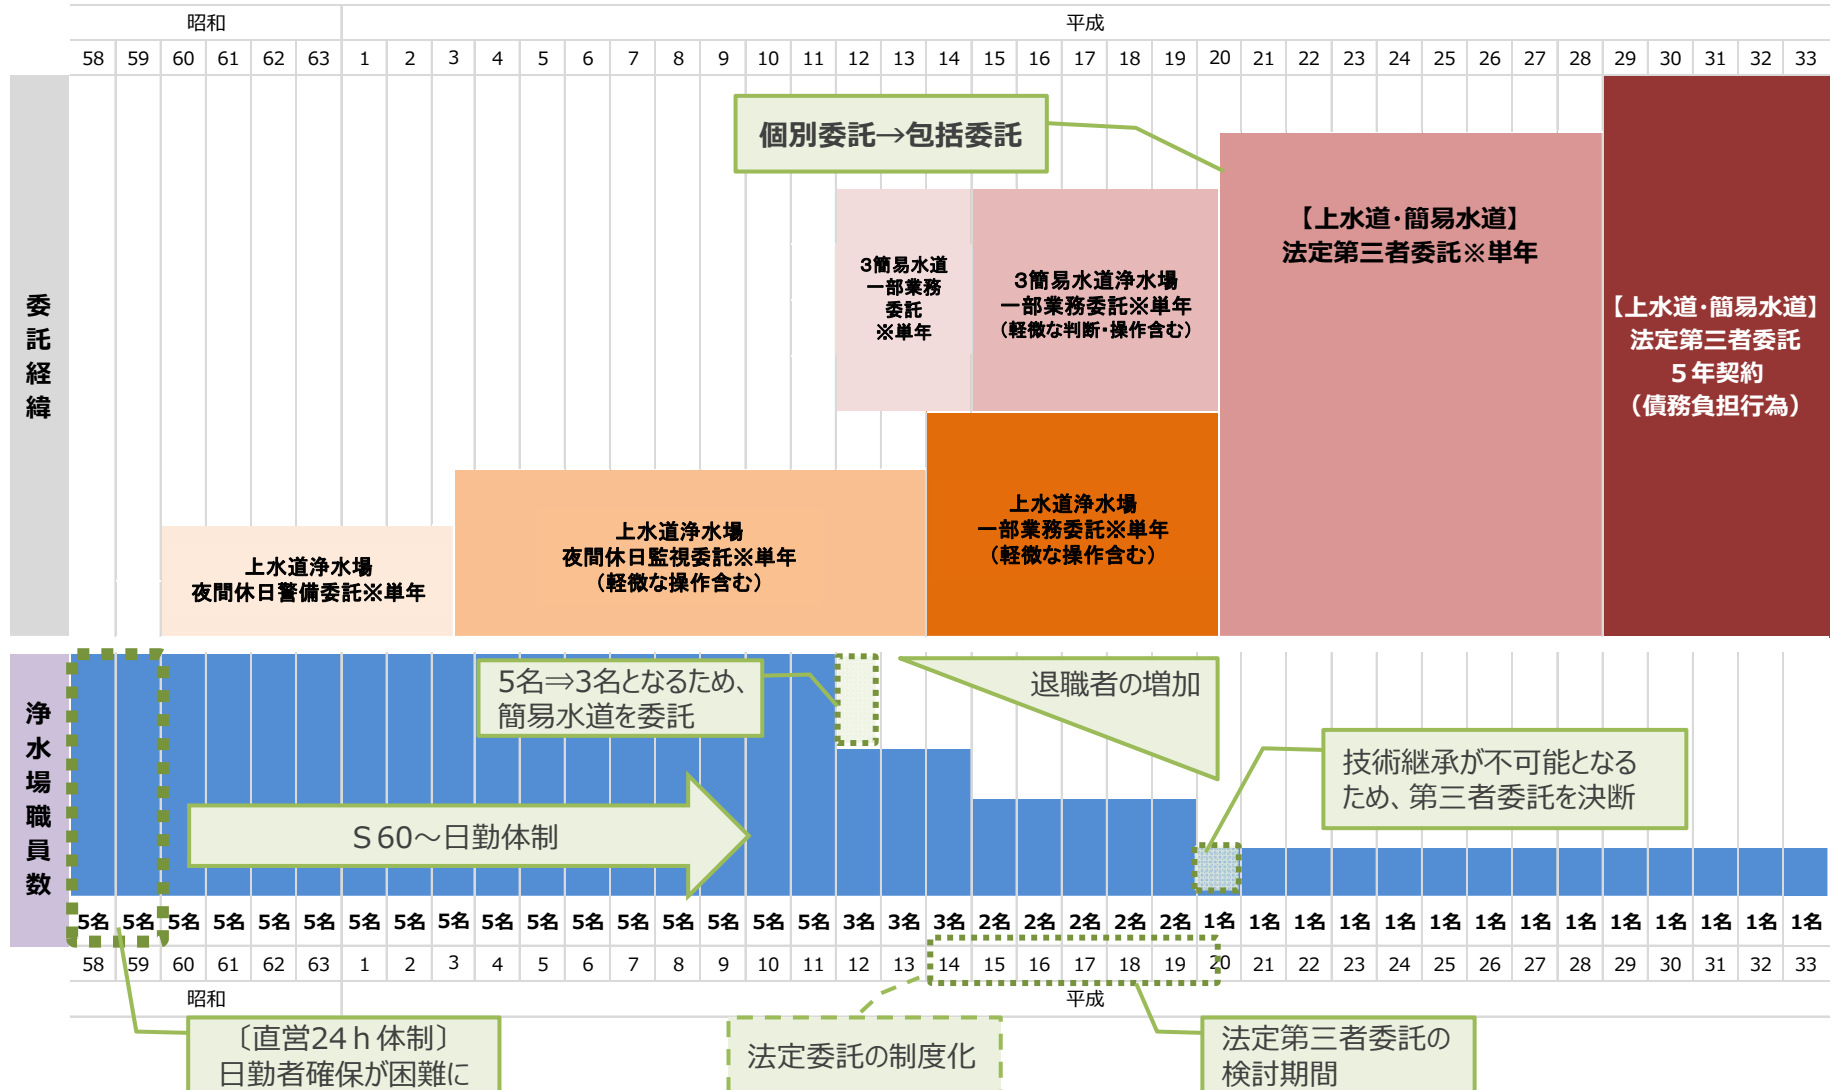 昭和 平成
58 59 60 61 62 63 1 2 3 4 5 6 7 8 9 10 11 12 13 14 15 16 17 18 19 20 21 22 23 24 25 26 27 28 29 30 31 32 33
委託経緯
個別委託→包括委託
【上水道・簡易水道】
法定第三者委託※単年
3簡易水道
一部業務
委託
※単年
3簡易水道浄水場
一部業務委託※単年
(軽微な判断・操作含む)
【上水道・簡易水道】
法定第三者委託
５年契約
（債務負担行為）
上水道浄水場
夜間休日警備委託※単年
上水道浄水場
夜間休日監視委託※単年
(軽微な操作含む)
上水道浄水場
一部業務委託※単年
(軽微な操作含む)
浄水場職員数
5名⇒3名となるため、
簡易水道を委託
退職者の増加
技術継承が不可能となる
ため、第三者委託を決断
Ｓ60～日勤体制
5名 5名 5名 5名 5名 5名 5名 5名 5名 5名 5名 5名 5名 5名 5名 5名 5名 3名 3名 3名 2名 2名 2名 2名 2名 1名 1名 1名 1名 1名 1名 1名 1名 1名 1名 1名 1名 1名 1名
58 59 60 61 62 63 1 2 3 4 5 6 7 8 9 10 11 12 13 14 15 16 17 18 19 20 21 22 23 24 25 26 27 28 29 30 31 32 33
昭和 平成
〔直営24ｈ体制〕
日勤者確保が困難に
法定委託の制度化
法定第三者委託の
検討期間